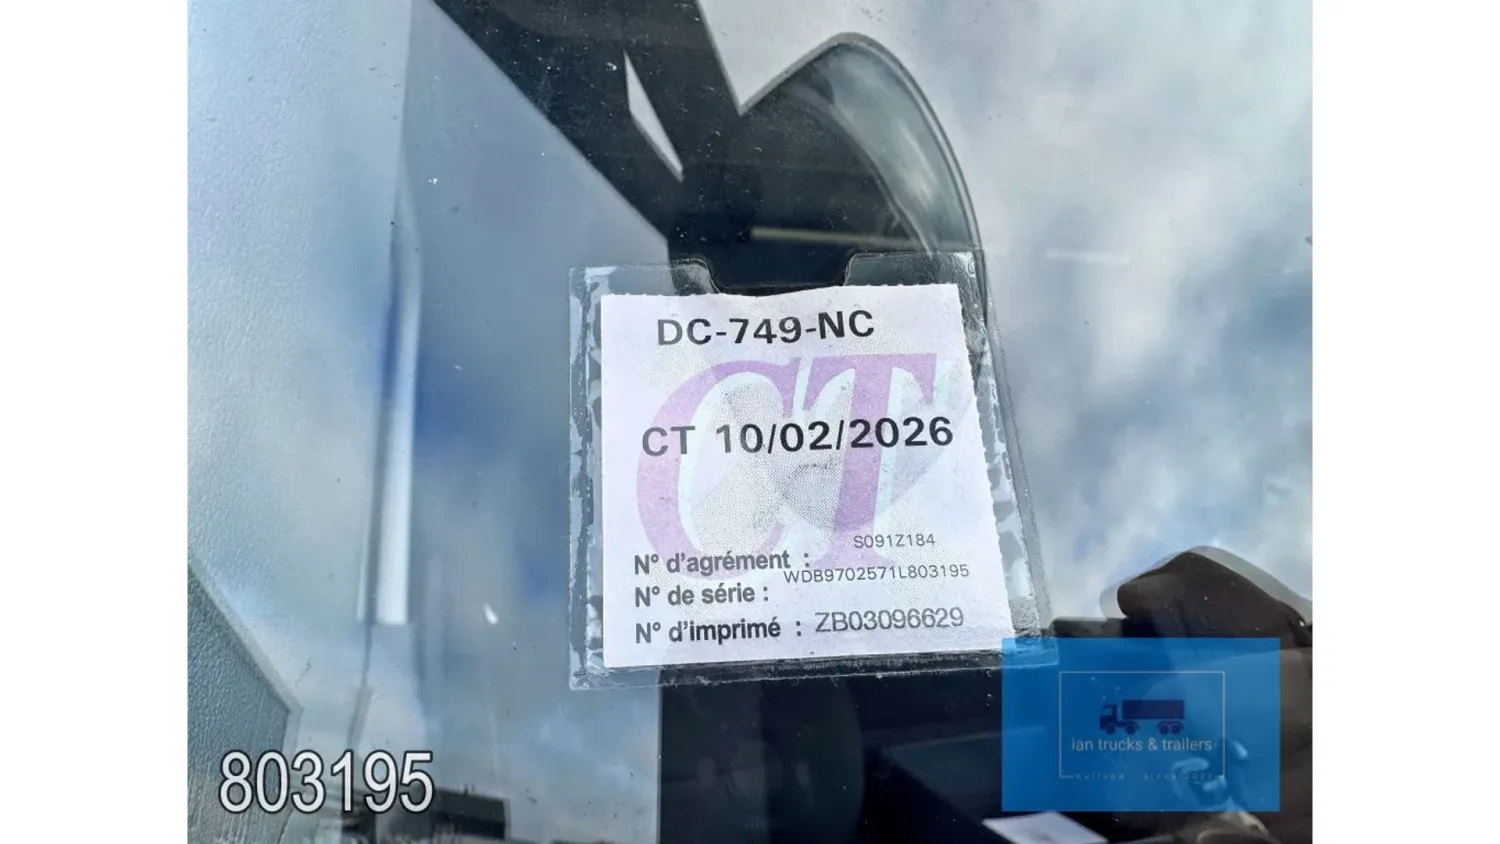 DC-749-NC
CT
CT 10/02/2026
N° d'agrément : S091Z184
N° de série : WDB9702571L803195
N° d'imprimé : ZB03096629
803195
ian trucks & trailers